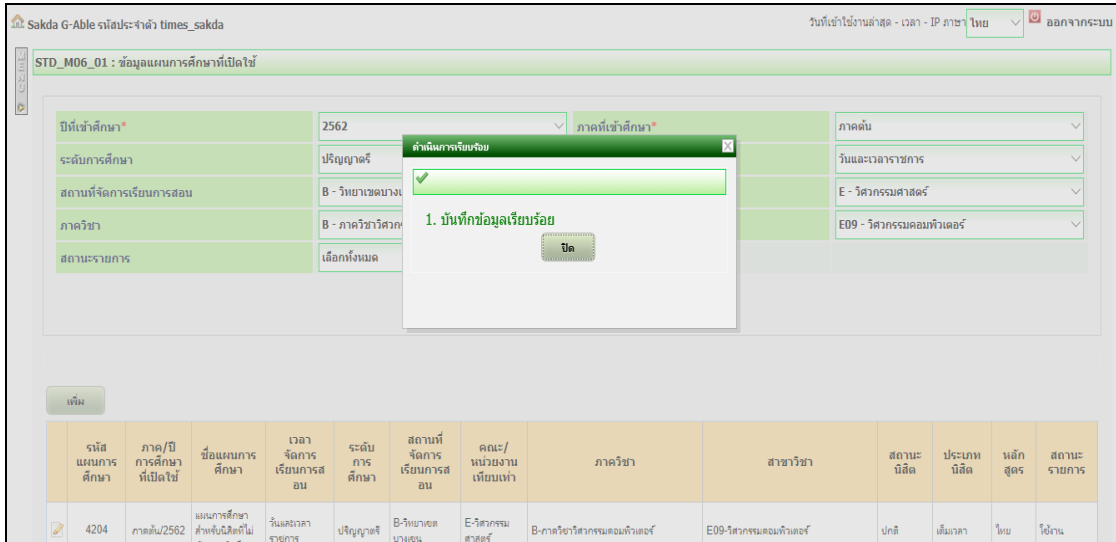 Sakda G-Able รหัสประจำตัว times_sakda
วันที่เข้าใช้งานล่าสุด - เวลา - IP ภาษา ไทย ออกจากระบบ
MENU
STD_M06_01 : ข้อมูลแผนการศึกษาที่เปิดใช้
ปีที่เข้าศึกษา* 2562 ภาคที่เข้าศึกษา* ภาคต้น
ระดับการศึกษา ปริญญาตรี วันและเวลาราชการ
สถานที่จัดการเรียนการสอน B - วิทยาเขตบางเ E - วิศวกรรมศาสตร์
ภาควิชา B - ภาควิชาวิศวก E09 - วิศวกรรมคอมพิวเตอร์
สถานะรายการ เลือกทั้งหมด
ดำเนินการเรียบร้อย X
1. บันทึกข้อมูลเรียบร้อย
ปิด
เพิ่ม
รหัสแผนการศึกษา ภาค/ปีการศึกษาที่เปิดใช้ ชื่อแผนการศึกษา เวลาจัดการเรียนการสอน ระดับการศึกษา สถานที่จัดการเรียนการสอน คณะ/หน่วยงานเทียบเท่า ภาควิชา สาขาวิชา สถานะนิสิต ประเภทนิสิต หลักสูตร สถานะรายการ
4204 ภาคต้น/2562 แผนการศึกษาสำหรับนิสิตที่ไม่ วันและเวลาราชการ ปริญญาตรี B-วิทยาเขตบางเขน E-วิศวกรรมศาสตร์ B-ภาควิชาวิศวกรรมคอมพิวเตอร์ E09-วิศวกรรมคอมพิวเตอร์ ปกติ เต็มเวลา ไทย ใช้งาน